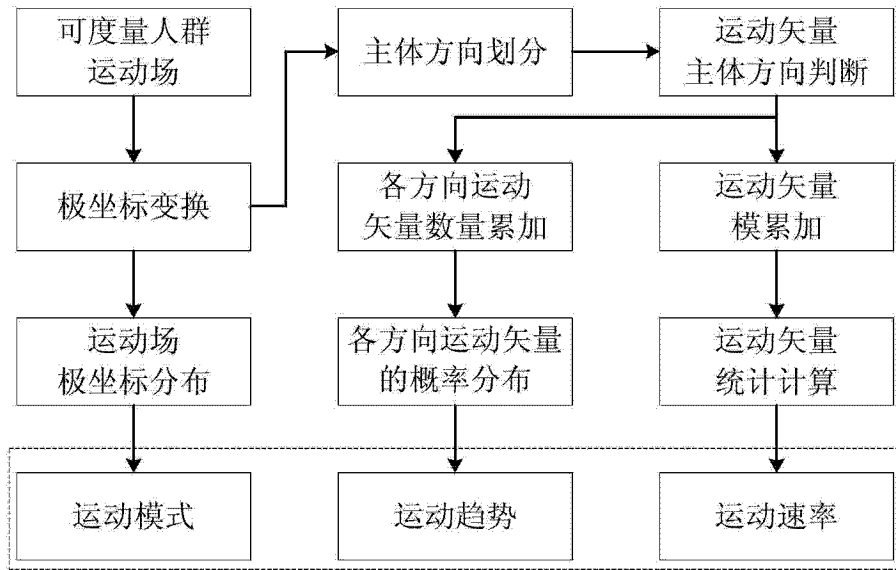 可度量人群
运动场
主体方向划分
运动矢量
主体方向判断
极坐标变换
各方向运动
矢量数量累加
运动矢量
模累加
运动场
极坐标分布
各方向运动矢量
的概率分布
运动矢量
统计计算
运动模式
运动趋势
运动速率